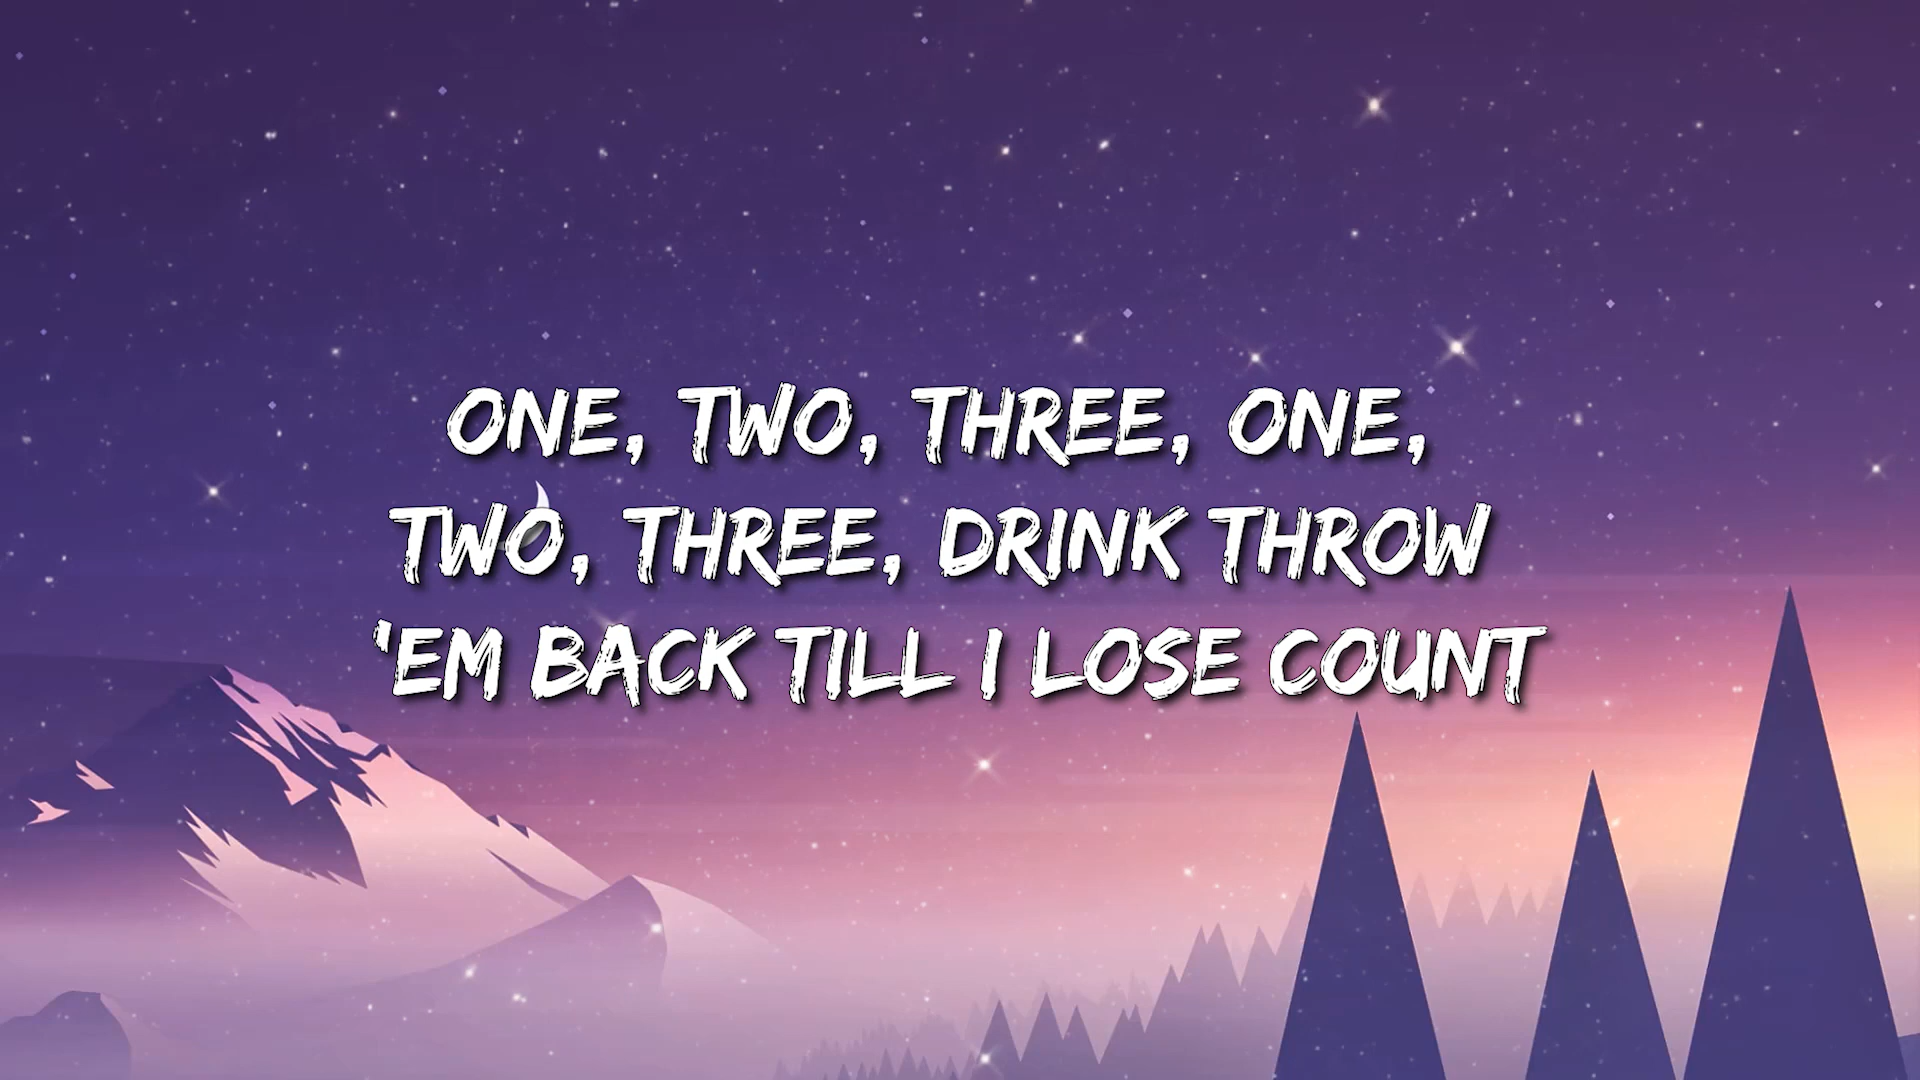 ONE, TWO, THREE, ONE,
TWO, THREE, DRINK THROW
'EM BACK TILL I LOSE COUNT